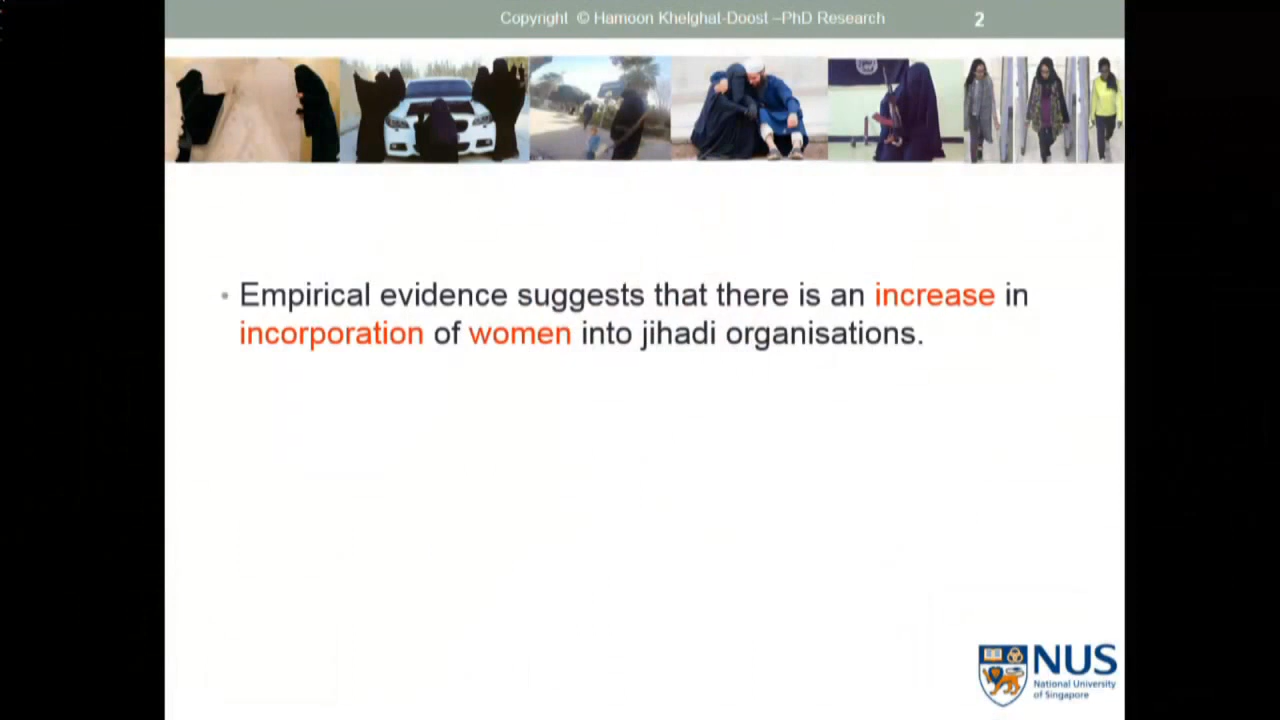 Copyright © Hamoon Khelghat-Doost –PhD Research
2
• Empirical evidence suggests that there is an increase in
incorporation of women into jihadi organisations.
NUS
National University
of Singapore